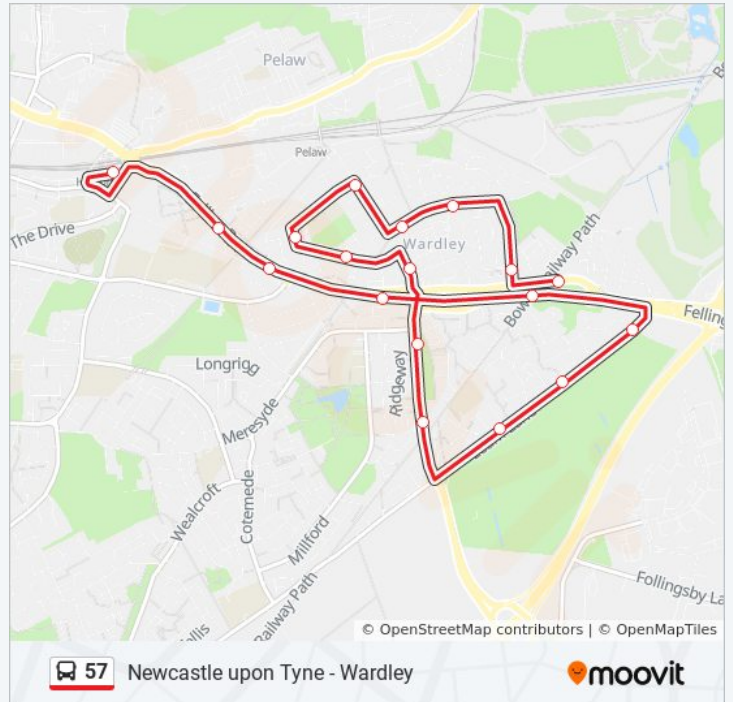 Pelaw
Pelaw
The Drive
Wardley
Railway Path
Felling
Longrig
Ridgeway
Meresyde
Wealcroft
Cotemede
Millford
Railway Path
Follingsby La
© OpenStreetMap contributors | © OpenMapTiles
57 Newcastle upon Tyne - Wardley
moovit